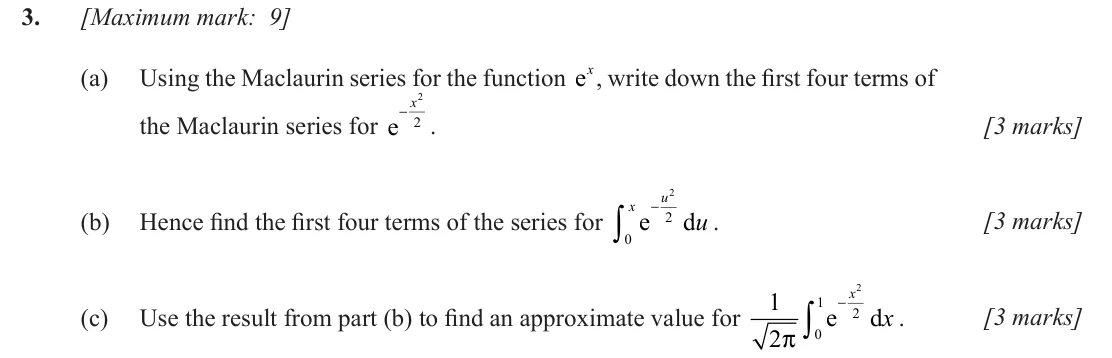 3. [Maximum mark: 9]
(a) Using the Maclaurin series for the function eˣ, write down the first four terms of
the Maclaurin series for e^(-x²/2). [3 marks]
(b) Hence find the first four terms of the series for ∫₀ˣ e^(-u²/2) du. [3 marks]
(c) Use the result from part (b) to find an approximate value for 1/√(2π) ∫₀¹ e^(-x²/2) dx. [3 marks]